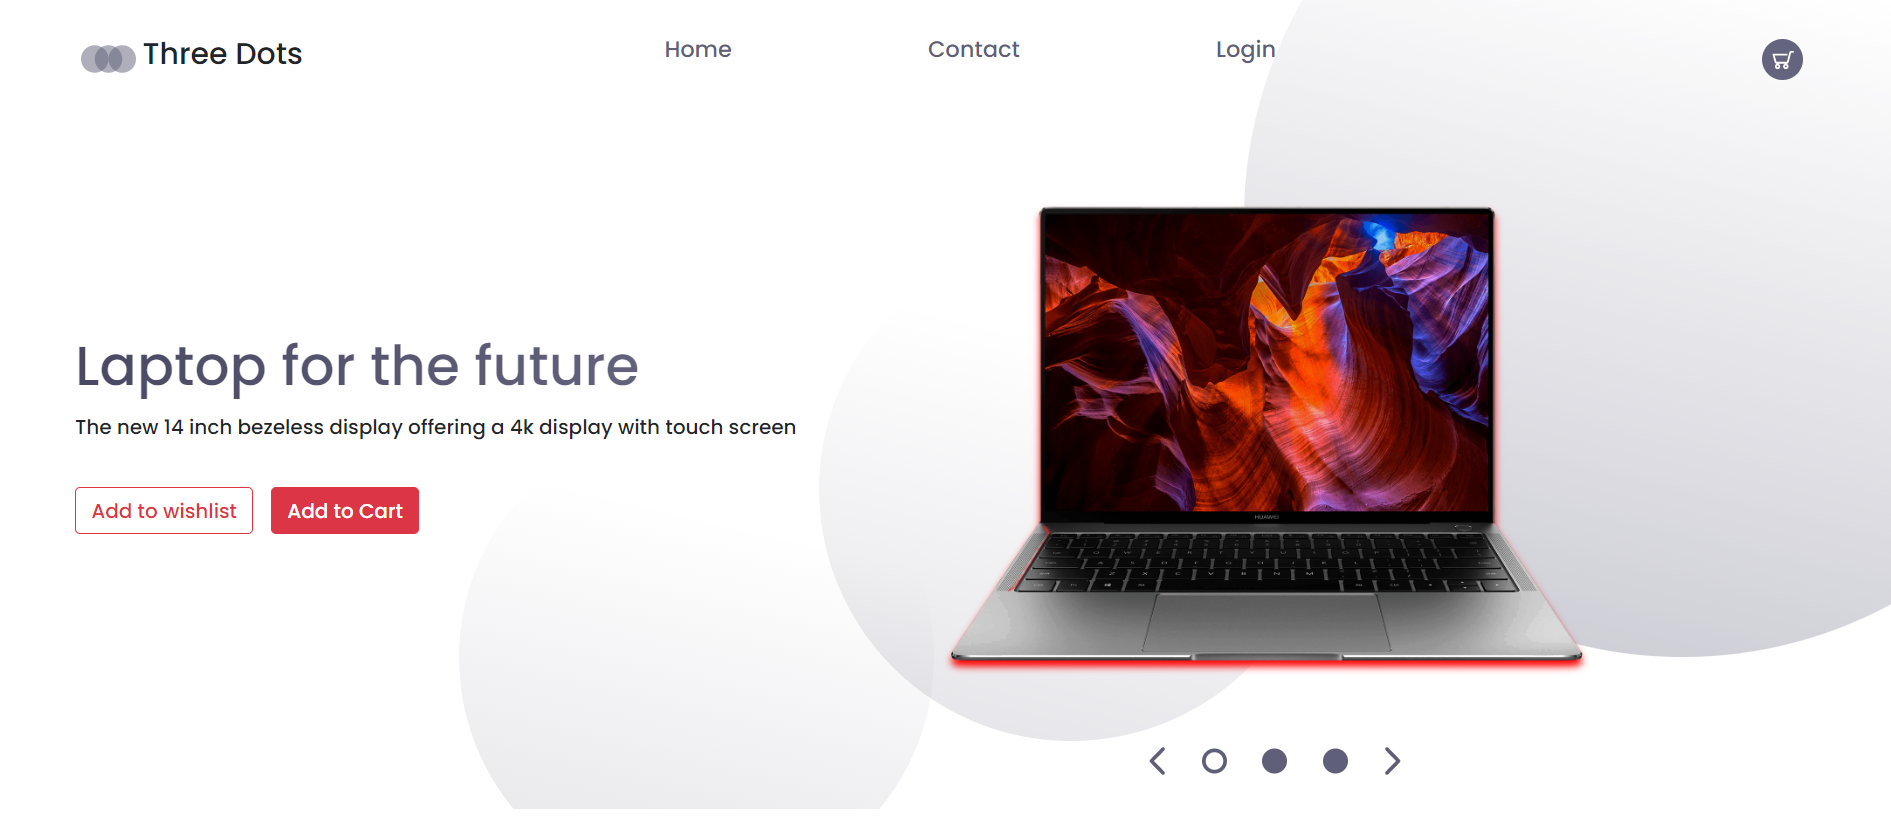 Three Dots
Home
Contact
Login
Laptop for the future
The new 14 inch bezeless display offering a 4k display with touch screen
Add to wishlist
Add to Cart
HUAWEI